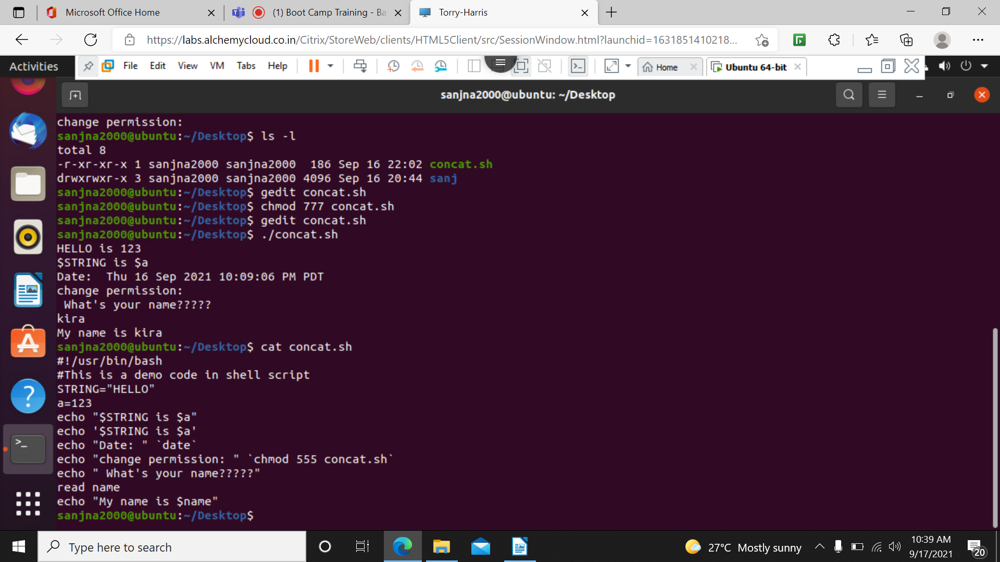 Microsoft Office Home
(1) Boot Camp Training - Ba
Torry-Harris
https://labs.alchemycloud.co.in/Citrix/StoreWeb/clients/HTML5Client/src/SessionWindow.html?launchid=1631851410218...
Activities
File Edit View VM Tabs Help
Home
Ubuntu 64-bit
sanjna2000@ubuntu: ~/Desktop
change permission:
sanjna2000@ubuntu:~/Desktop$ ls -l
total 8
-r-xr-xr-x 1 sanjna2000 sanjna2000  186 Sep 16 22:02 concat.sh
drwxrwxr-x 3 sanjna2000 sanjna2000 4096 Sep 16 20:44 sanj
sanjna2000@ubuntu:~/Desktop$ gedit concat.sh
sanjna2000@ubuntu:~/Desktop$ chmod 777 concat.sh
sanjna2000@ubuntu:~/Desktop$ gedit concat.sh
sanjna2000@ubuntu:~/Desktop$ ./concat.sh
HELLO is 123
$STRING is $a
Date:  Thu 16 Sep 2021 10:09:06 PM PDT
change permission:
 What's your name?????
kira
My name is kira
sanjna2000@ubuntu:~/Desktop$ cat concat.sh
#!/usr/bin/bash
#This is a demo code in shell script
STRING="HELLO"
a=123
echo "$STRING is $a"
echo '$STRING is $a'
echo "Date: " `date`
echo "change permission: " `chmod 555 concat.sh`
echo " What's your name?????"
read name
echo "My name is $name"
sanjna2000@ubuntu:~/Desktop$
Type here to search
27°C Mostly sunny
10:39 AM
9/17/2021
20